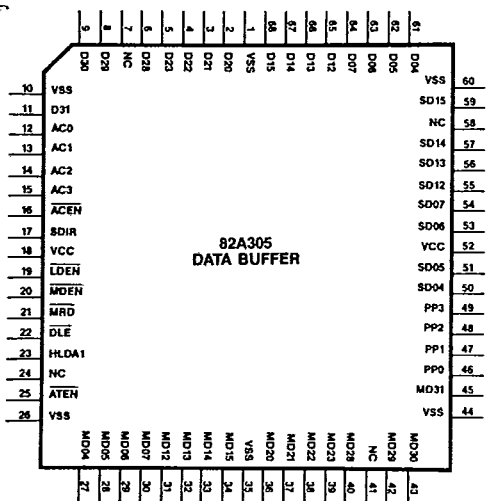 9 8 7 6 5 4 3 2 1 68 67 66 65 64 63 62 61
D30 D29 NC D28 D23 D22 D21 D20 VSS D15 D14 D13 D12 D07 D06 D05 D04
10 VSS
11 D31
12 AC0
13 AC1
14 AC2
15 AC3
16 ACEN
17 SDIR
18 VCC
19 LDEN
20 MDEN
21 MRD
22 DLE
23 HLDA1
24 NC
25 ATEN
26 VSS
82A305
DATA BUFFER
VSS 60
SD15 59
NC 58
SD14 57
SD13 56
SD12 55
SD07 54
SD06 53
VCC 52
SD05 51
SD04 50
PP3 49
PP2 48
PP1 47
PP0 46
MD31 45
VSS 44
MD04 MD05 MD06 MD07 MD12 MD13 MD14 MD15 VSS MD20 MD21 MD22 MD23 MD28 NC MD29 MD30
27 28 29 30 31 32 33 34 35 36 37 38 39 40 41 42 43